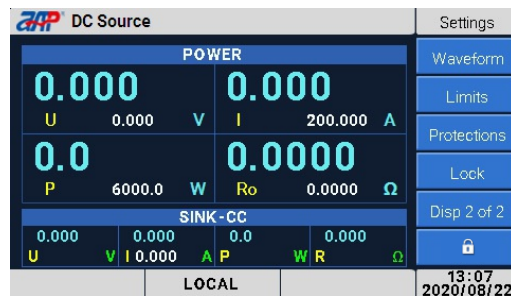 AAP DC Source
Settings
POWER
0.000 0.000
U 0.000 V I 200.000 A
0.0 0.0000
P 6000.0 W Ro 0.0000 Ω
SINK-CC
0.000 0.000 0.0 0.000
U V I 0.000 A P W R Ω
Waveform
Limits
Protections
Lock
Disp 2 of 2
LOCAL
13:07
2020/08/22